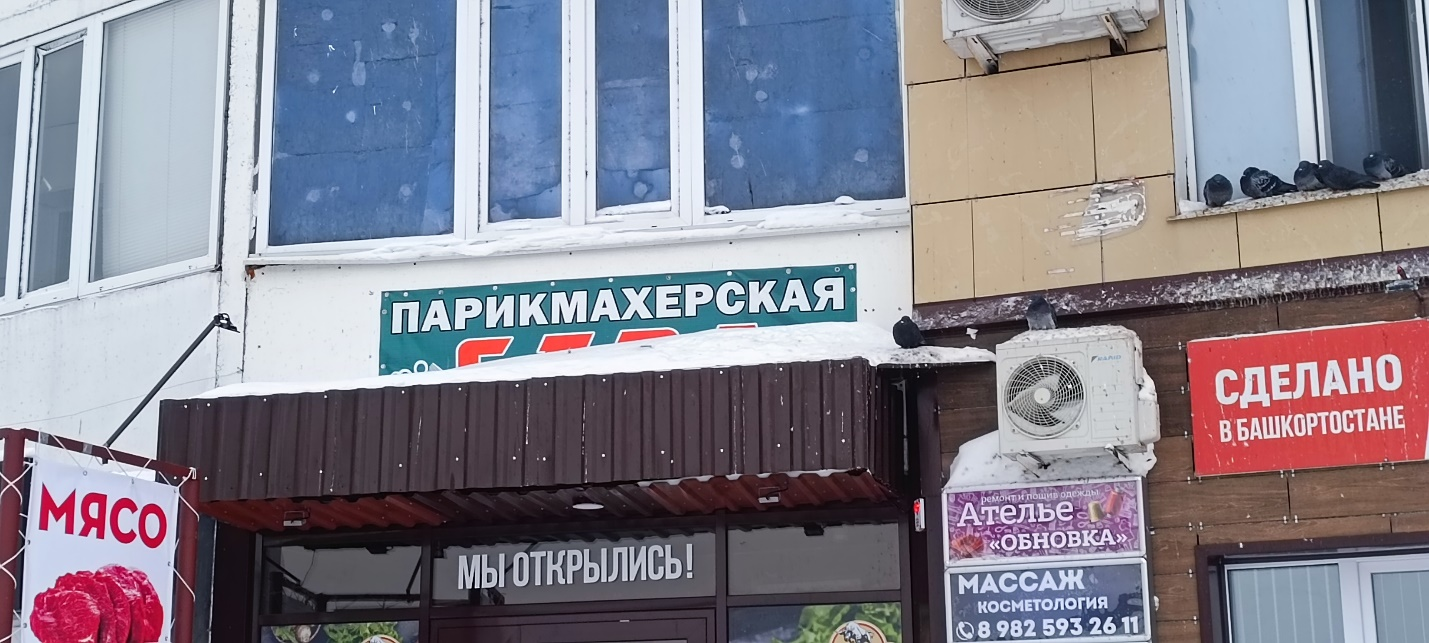 ПАРИКМАХЕРСКАЯ
СДЕЛАНО
В БАШКОРТОСТАНЕ
МЯСО
МЫ ОТКРЫЛИСЬ!
ремонт и пошив одежды
Ателье
«ОБНОВКА»
МАССАЖ
КОСМЕТОЛОГИЯ
8 982 593 26 11